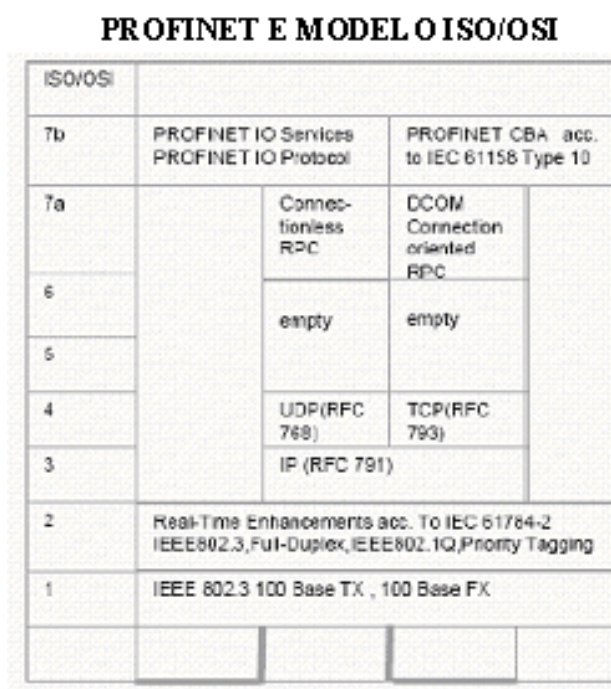 PROFINET E MODELO ISO/OSI
ISO/OSI
7b
PROFINET IO Services
PROFINET IO Protocol
PROFINET CBA acc.
to IEC 61158 Type 10
7a
Connec-
tionless
RPC
DCOM
Connection
oriented
RPC
6
empty
empty
5
4
UDP(RFC
768)
TCP(RFC
793)
3
IP (RFC 791)
2
Real-Time Enhancements acc. To IEC 61784-2
IEEE802.3,Full-Duplex,IEEE802.1Q,Priority Tagging
1
IEEE 802.3 100 Base TX , 100 Base FX